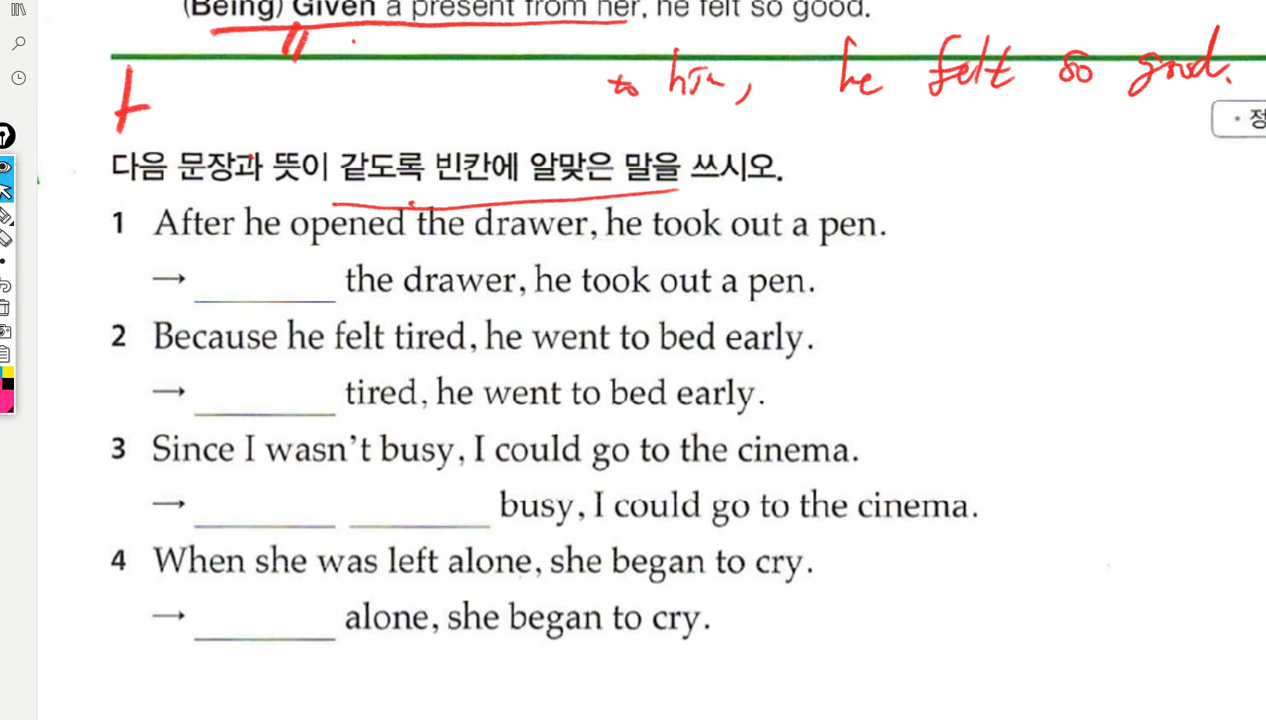 (Being) Given a present from her, he felt so good.
to him, he felt so good.
다음 문장과 뜻이 같도록 빈칸에 알맞은 말을 쓰시오.
1 After he opened the drawer, he took out a pen.
→ ________ the drawer, he took out a pen.
2 Because he felt tired, he went to bed early.
→ ________ tired, he went to bed early.
3 Since I wasn't busy, I could go to the cinema.
→ ________ ________ busy, I could go to the cinema.
4 When she was left alone, she began to cry.
→ ________ alone, she began to cry.